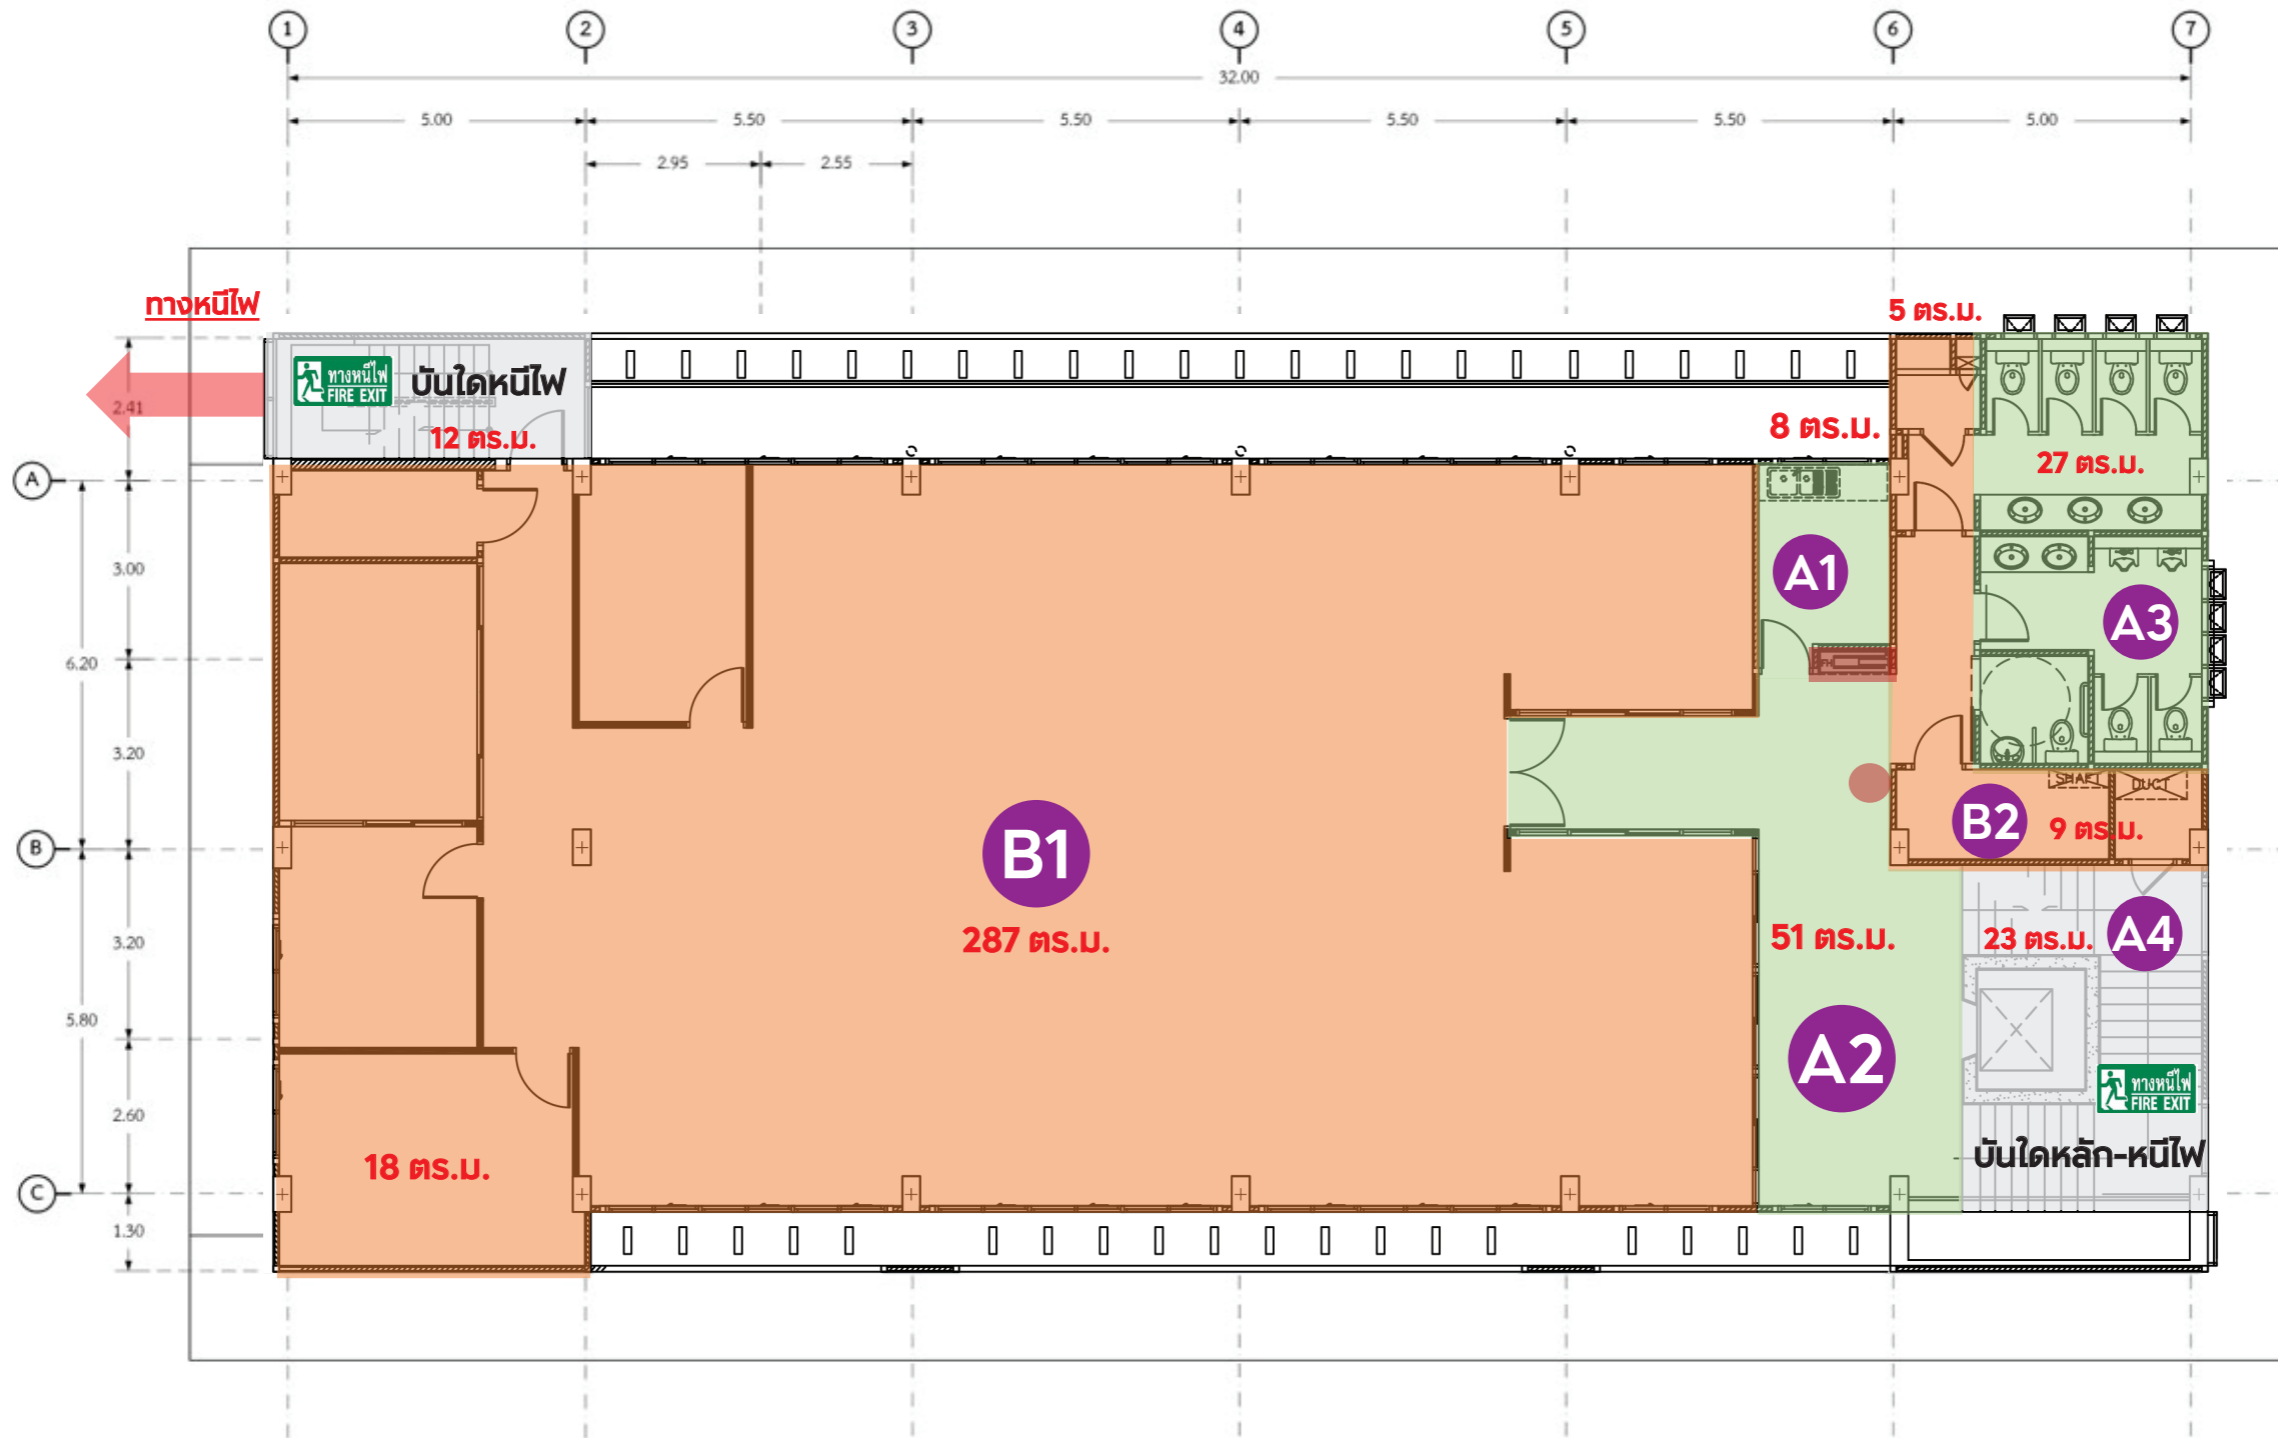 1 2 3 4 5 6 7
32.00
5.00 5.50 5.50 5.50 5.50 5.00
2.95 2.55
ทางหนีไฟ
5 ตร.ม.
ทางหนีไฟ
FIRE EXIT
บันใดหนีไฟ
2.41
12 ตร.ม.
8 ตร.ม.
27 ตร.ม.
A
3.00
A1
A3
6.20
FH
3.20
SHAFT
DUCT
B2
9 ตร.ม.
B
B1
287 ตร.ม.
51 ตร.ม.
23 ตร.ม.
A4
3.20
5.80
A2
ทางหนีไฟ
FIRE EXIT
2.60
18 ตร.ม.
บันใดหลัก-หนีไฟ
C
1.30